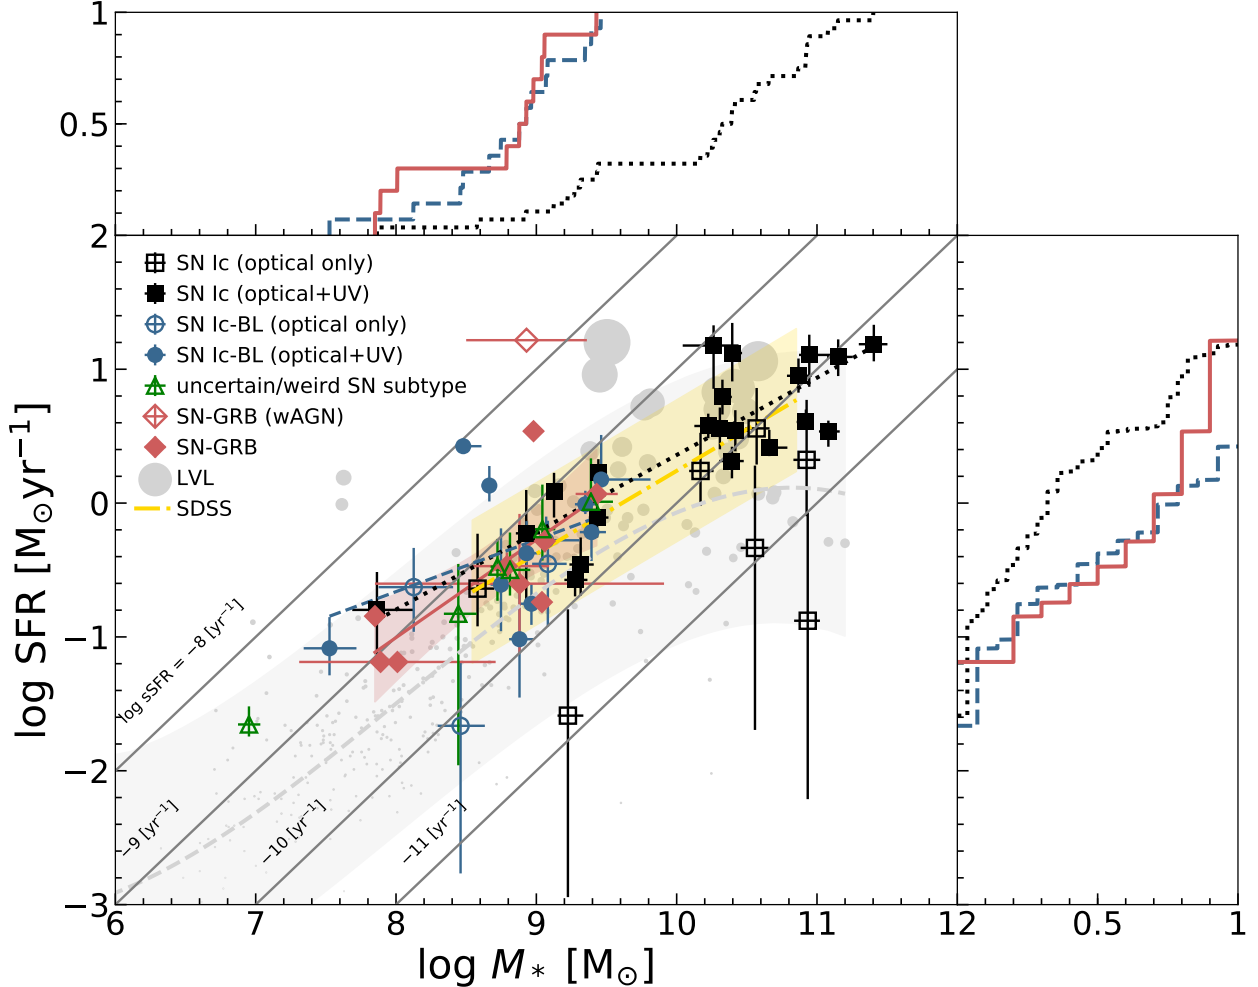 1
0.5
2
1
0
−1
−2
−3
log SFR [M⊙yr⁻¹]
SN Ic (optical only)
SN Ic (optical+UV)
SN Ic-BL (optical only)
SN Ic-BL (optical+UV)
uncertain/weird SN subtype
SN-GRB (wAGN)
SN-GRB
LVL
SDSS
log sSFR = −8 [yr⁻¹]
−9 [yr⁻¹]
−10 [yr⁻¹]
−11 [yr⁻¹]
6 7 8 9 10 11 12 0.5 1
log M* [M⊙]